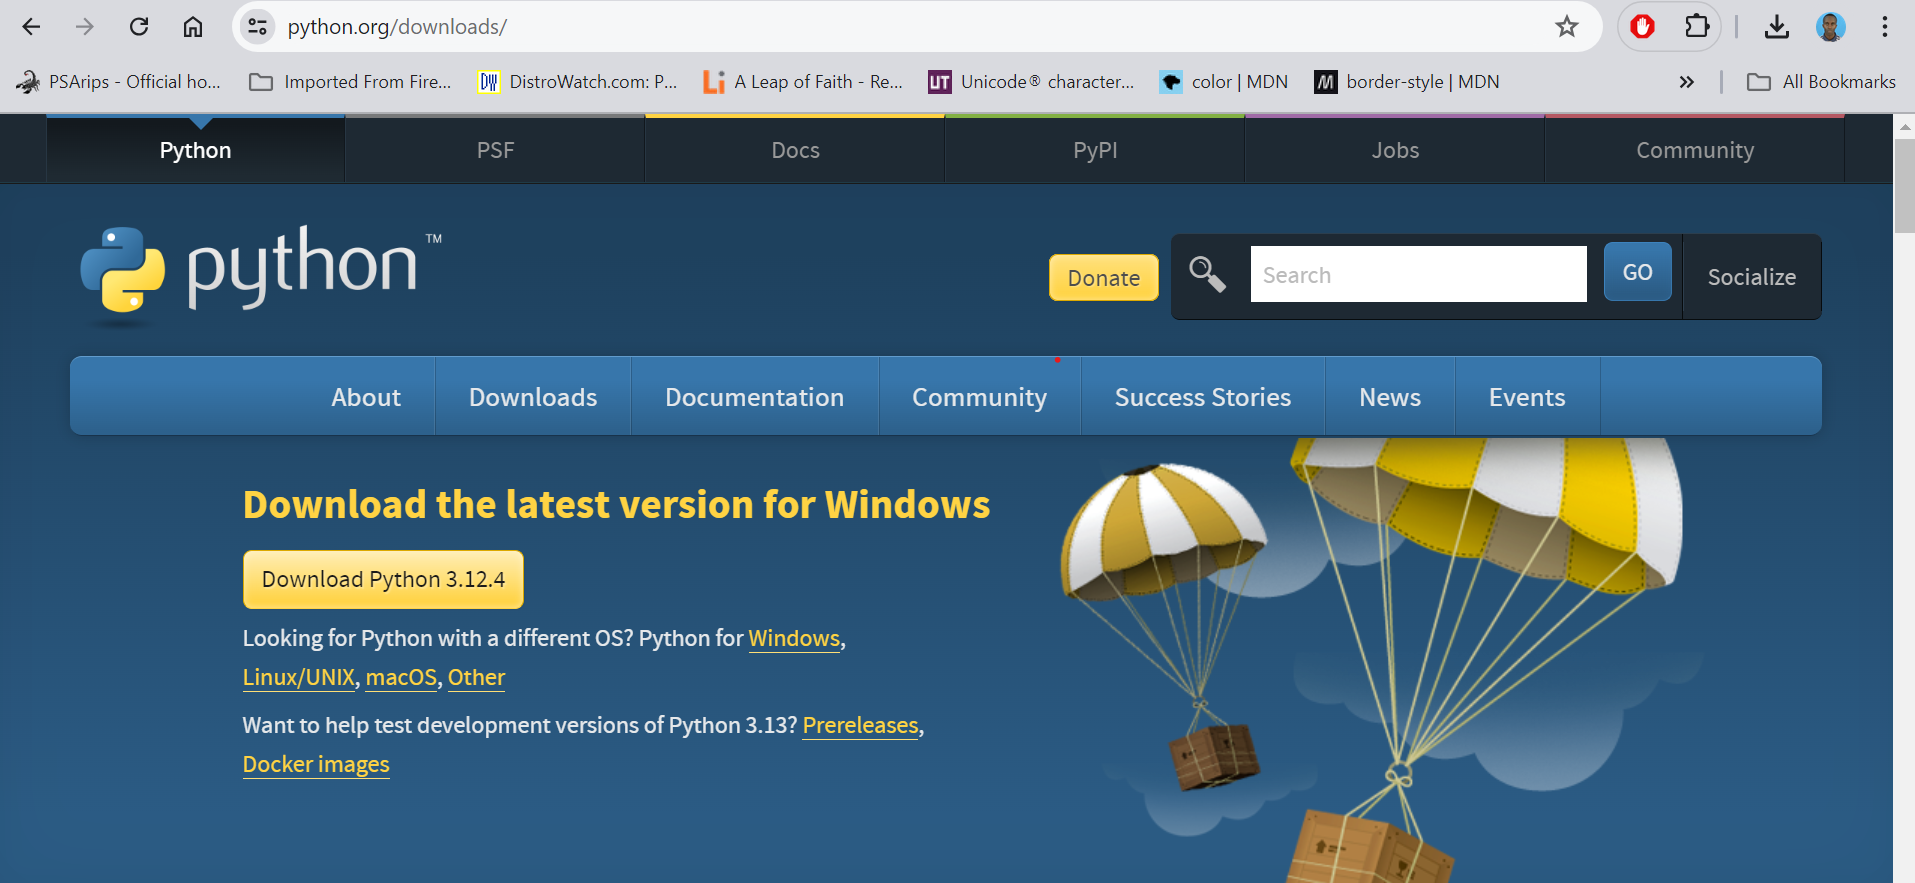 python.org/downloads/
PSArips - Official ho... Imported From Fire... DistroWatch.com: P... A Leap of Faith - Re... Unicode® character... color | MDN border-style | MDN » All Bookmarks
Python PSF Docs PyPI Jobs Community
python™ Donate Search GO Socialize
About Downloads Documentation Community Success Stories News Events
Download the latest version for Windows
Download Python 3.12.4
Looking for Python with a different OS? Python for Windows,
Linux/UNIX, macOS, Other
Want to help test development versions of Python 3.13? Prereleases,
Docker images